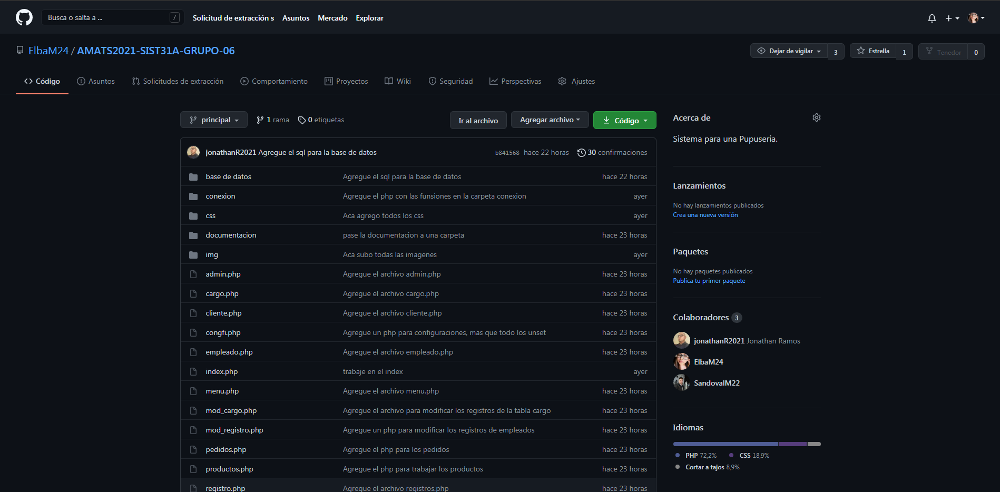 Busca o salta a ... / Solicitud de extracción s Asuntos Mercado Explorar
ElbaM24 / AMATS2021-SIST31A-GRUPO-06 Dejar de vigilar 3 Estrella 1 Tenedor 0
Código Asuntos Solicitudes de extracción Comportamiento Proyectos Wiki Seguridad Perspectivas Ajustes
principal 1 rama 0 etiquetas Ir al archivo Agregar archivo Código
jonathanR2021 Agregue el sql para la base de datos b841568 hace 22 horas 30 confirmaciones
base de datos Agregue el sql para la base de datos hace 22 horas
conexion Agregue el php con las funsiones en la carpeta conexion ayer
css Aca agrego todos los css ayer
documentacion pase la documentacion a una carpeta hace 23 horas
img Aca subo todas las imagenes ayer
admin.php Agregue el archivo admin.php hace 23 horas
cargo.php Agregue el archivo cargo.php hace 23 horas
cliente.php Agregue el archivo cliente.php hace 23 horas
congfi.php Agregue un php para configuraciones, mas que todo los unset hace 23 horas
empleado.php Agregue el archivo empleado.php hace 23 horas
index.php trabaje en el index ayer
menu.php Agregue el archivo menu.php hace 23 horas
mod_cargo.php Agregue el archivo para modificar los registros de la tabla cargo hace 23 horas
mod_registro.php Agregue un php para modificar los registros de empleados hace 23 horas
pedidos.php Agregue el php para los pedidos hace 23 horas
productos.php Agregue el php para trabajar los productos hace 23 horas
registro.php Agregue el archivo registros.php hace 23 horas
Acerca de
Sistema para una Pupuseria.
Lanzamientos
No hay lanzamientos publicados
Crea una nueva versión
Paquetes
No hay paquetes publicados
Publica tu primer paquete
Colaboradores 3
jonathanR2021 Jonathan Ramos
ElbaM24
SandovalM22
Idiomas
PHP 72,2% CSS 18,9%
Cortar a tajos 8,9%